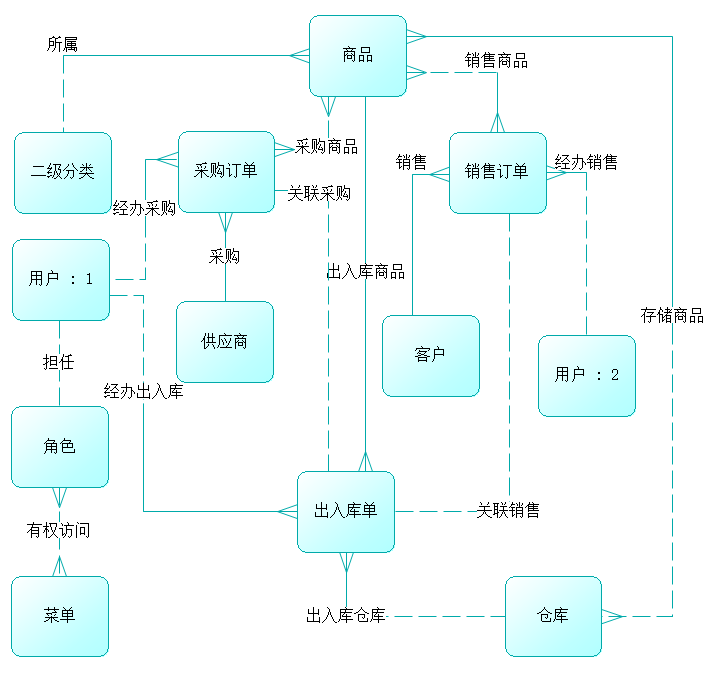 所属
商品
销售商品
二级分类
采购订单
采购商品
销售
销售订单
经办销售
经办采购
关联采购
用户 : 1
采购
出入库商品
存储商品
供应商
客户
用户 : 2
担任
经办出入库
角色
有权访问
出入库单
关联销售
菜单
出入库仓库
仓库